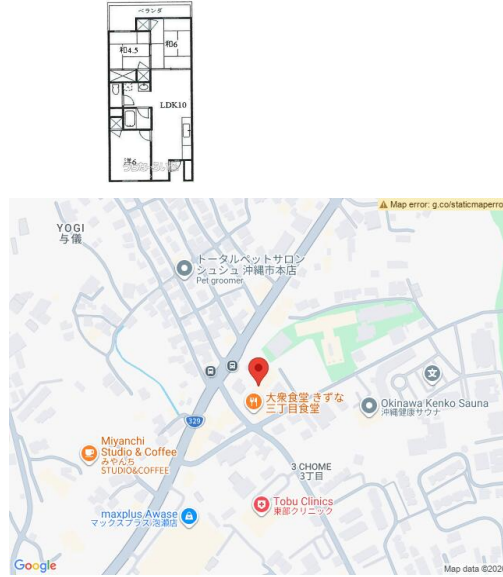 ベランダ
和4.5
和6
LDK10
洋6
Map error: g.co/staticmaperro
YOGI
与儀
トータルペットサロン
シュシュ 沖縄市本店
Pet groomer
大衆食堂 きずな
三丁目食堂
Okinawa Kenko Sauna
沖縄健康サウナ
329
Miyanchi
Studio & Coffee
みやんち
STUDIO&COFFEE
3 CHOME
3丁目
Tobu Clinics
東部クリニック
maxplus Awase
マックスプラス 泡瀬店
Google
Map data ©202